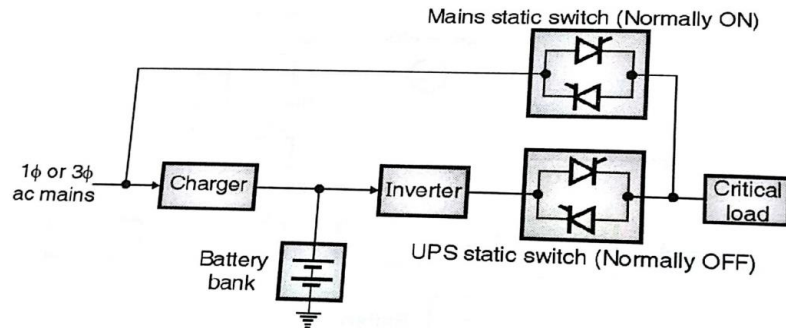 Mains static switch (Normally ON)
1ϕ or 3ϕ
ac mains
Charger
Inverter
Critical
load
Battery
bank
UPS static switch (Normally OFF)